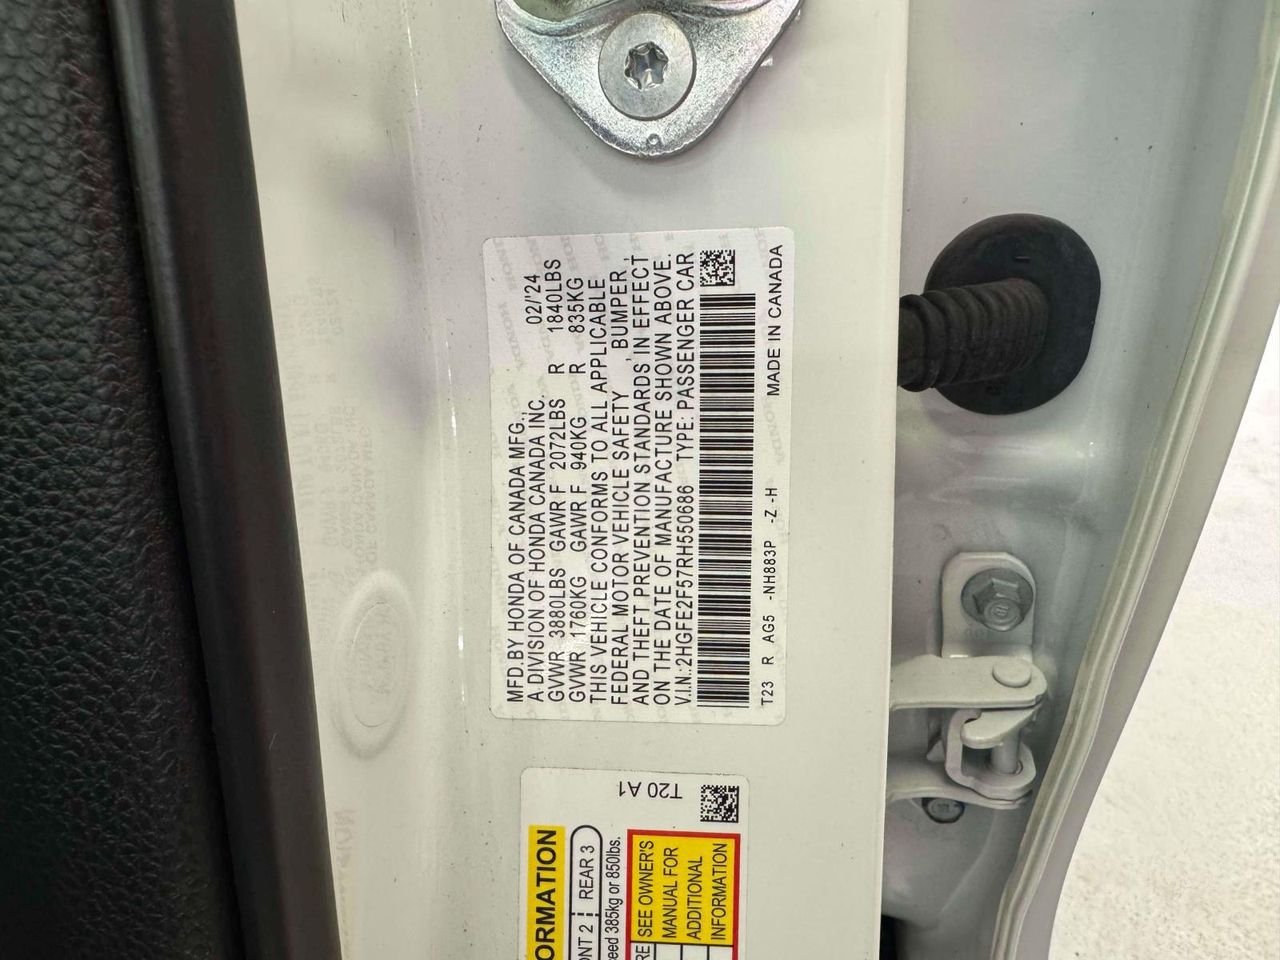 MFD.BY HONDA OF CANADA MFG.,
A DIVISION OF HONDA CANADA INC. 02/'24
GVWR 3880LBS GAWR F 2072LBS R 1840LBS
GVWR 1760KG GAWR F 940KG R 835KG
THIS VEHICLE CONFORMS TO ALL APPLICABLE
FEDERAL MOTOR VEHICLE SAFETY , BUMPER ,
AND THEFT PREVENTION STANDARDS IN EFFECT
ON THE DATE OF MANUFACTURE SHOWN ABOVE.
V.I.N.:2HGFE2F57RH550686 TYPE: PASSENGER CAR
T23 R AG5 -NH883P -Z -H MADE IN CANADA
T20 A1
ORMATION
ONT 2 REAR 3
eed 385kg or 850lbs.
RE SEE OWNER'S
MANUAL FOR
ADDITIONAL
INFORMATION